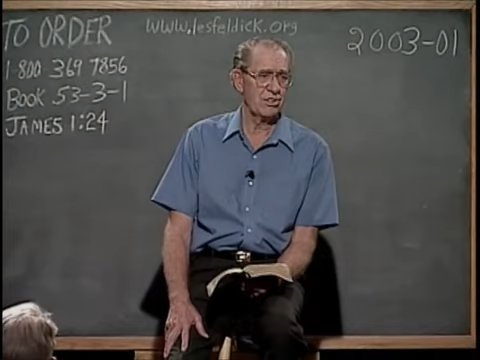 TO ORDER
1-800 369 7856
Book 53-3-1
JAMES 1:24
www.lesfeldick.org
2003-01